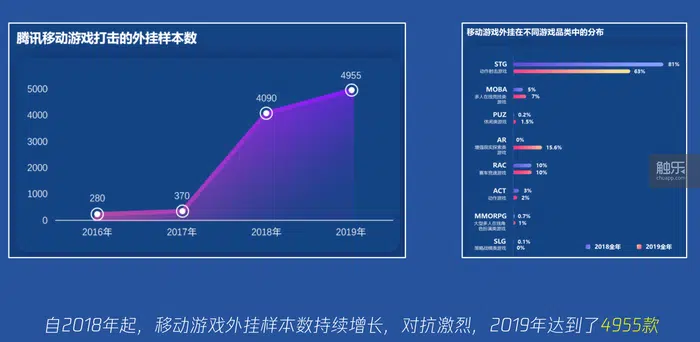 腾讯移动游戏打击的外挂样本数
5000
4000
3000
2000
1000
0
280
370
4090
4955
2016年
2017年
2018年
2019年
移动游戏外挂在不同游戏品类中的分布
STG
动作射击游戏
81%
63%
MOBA
多人在线竞技类
游戏
5%
7%
PUZ
休闲类游戏
0.2%
1.5%
AR
增强现实探索类
游戏
0%
15.6%
RAC
赛车竞速游戏
10%
10%
ACT
动作游戏
3%
2%
MMORPG
大型多人在线角
色扮演类游戏
0.7%
1%
SLG
策略战棋类游戏
0.1%
0%
2018全年
2019全年
触乐
chuapp.com
自2018年起，移动游戏外挂样本数持续增长，对抗激烈，2019年达到了4955款